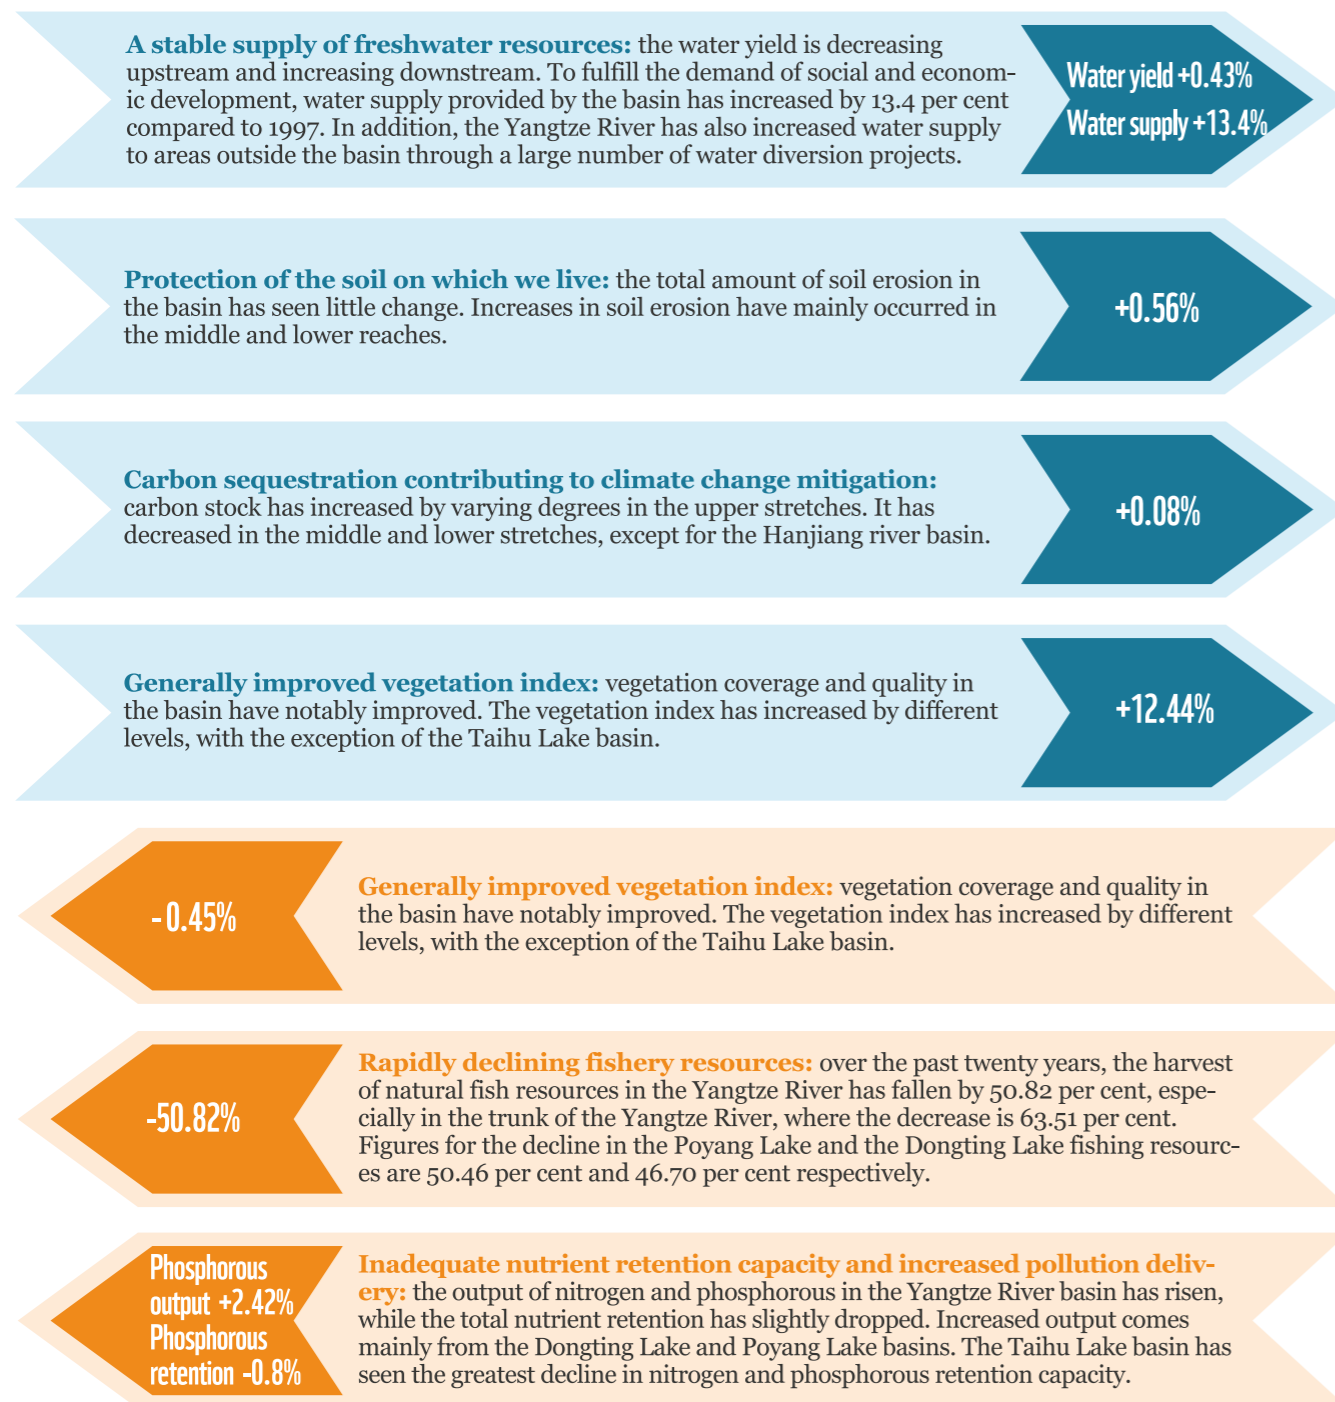 A stable supply of freshwater resources: the water yield is decreasing
upstream and increasing downstream. To fulfill the demand of social and econom-
ic development, water supply provided by the basin has increased by 13.4 per cent
compared to 1997. In addition, the Yangtze River has also increased water supply
to areas outside the basin through a large number of water diversion projects.
Water yield +0.43%
Water supply +13.4%
Protection of the soil on which we live: the total amount of soil erosion in
the basin has seen little change. Increases in soil erosion have mainly occurred in
the middle and lower reaches.
+0.56%
Carbon sequestration contributing to climate change mitigation:
carbon stock has increased by varying degrees in the upper stretches. It has
decreased in the middle and lower stretches, except for the Hanjiang river basin.
+0.08%
Generally improved vegetation index: vegetation coverage and quality in
the basin have notably improved. The vegetation index has increased by different
levels, with the exception of the Taihu Lake basin.
+12.44%
- 0.45%
Generally improved vegetation index: vegetation coverage and quality in
the basin have notably improved. The vegetation index has increased by different
levels, with the exception of the Taihu Lake basin.
-50.82%
Rapidly declining fishery resources: over the past twenty years, the harvest
of natural fish resources in the Yangtze River has fallen by 50.82 per cent, espe-
cially in the trunk of the Yangtze River, where the decrease is 63.51 per cent.
Figures for the decline in the Poyang Lake and the Dongting Lake fishing resourc-
es are 50.46 per cent and 46.70 per cent respectively.
Phosphorous
output +2.42%
Phosphorous
retention -0.8%
Inadequate nutrient retention capacity and increased pollution deliv-
ery: the output of nitrogen and phosphorous in the Yangtze River basin has risen,
while the total nutrient retention has slightly dropped. Increased output comes
mainly from the Dongting Lake and Poyang Lake basins. The Taihu Lake basin has
seen the greatest decline in nitrogen and phosphorous retention capacity.